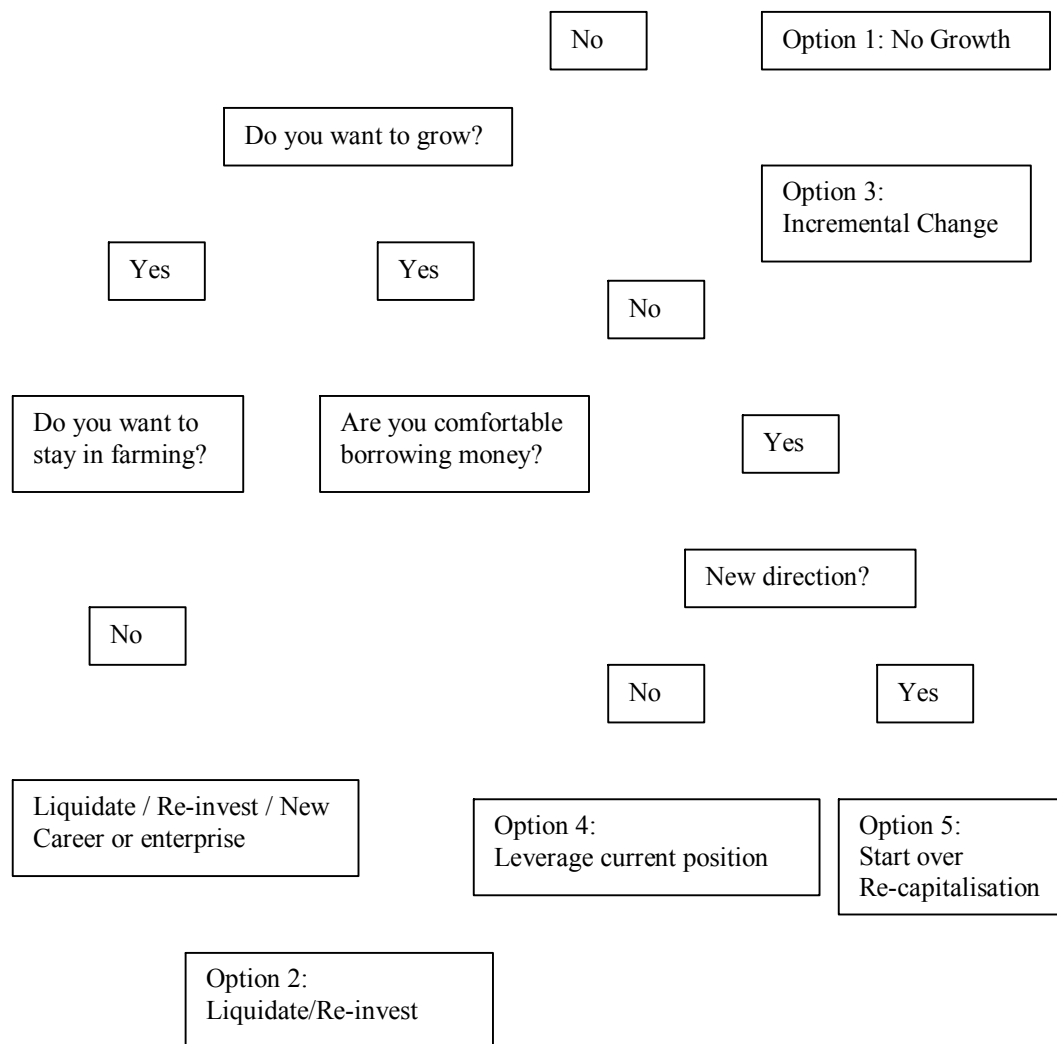 No
Option 1: No Growth
Do you want to grow?
Option 3:
Incremental Change
Yes
Yes
No
Do you want to
stay in farming?
Are you comfortable
borrowing money?
Yes
New direction?
No
No
Yes
Liquidate / Re-invest / New
Career or enterprise
Option 4:
Leverage current position
Option 5:
Start over
Re-capitalisation
Option 2:
Liquidate/Re-invest